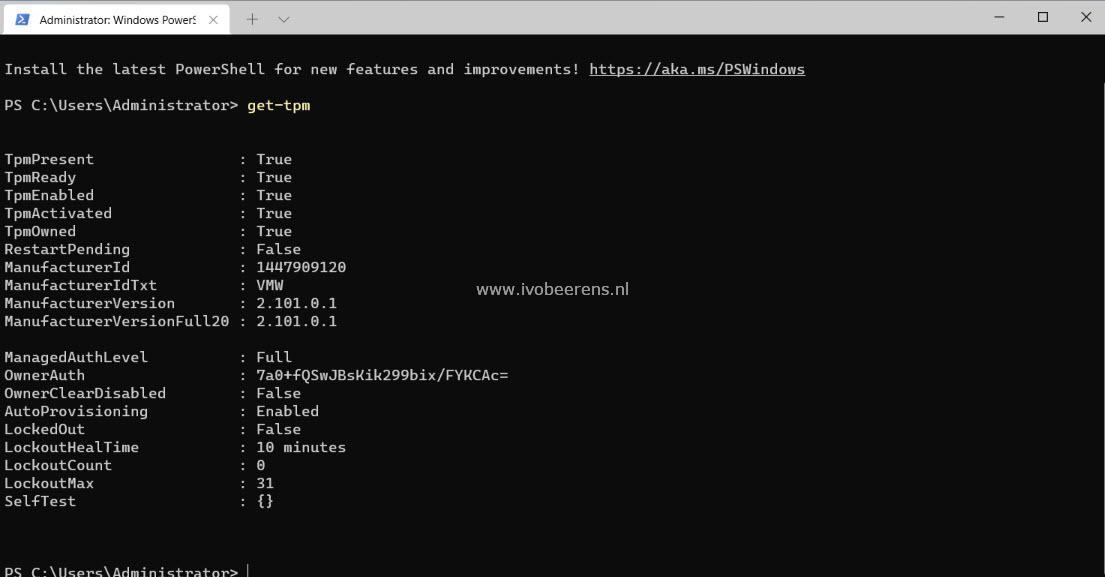 Administrator: Windows PowerS
Install the latest PowerShell for new features and improvements! https://aka.ms/PSWindows
PS C:\Users\Administrator> get-tpm
TpmPresent : True
TpmReady : True
TpmEnabled : True
TpmActivated : True
TpmOwned : True
RestartPending : False
ManufacturerId : 1447909120
ManufacturerIdTxt : VMW
www.ivobeerens.nl
ManufacturerVersion : 2.101.0.1
ManufacturerVersionFull20 : 2.101.0.1
ManagedAuthLevel : Full
OwnerAuth : 7a0+fQSwJBsKik299bix/FYKCAc=
OwnerClearDisabled : False
AutoProvisioning : Enabled
LockedOut : False
LockoutHealTime : 10 minutes
LockoutCount : 0
LockoutMax : 31
SelfTest : {}
PS C:\Users\Administrator>